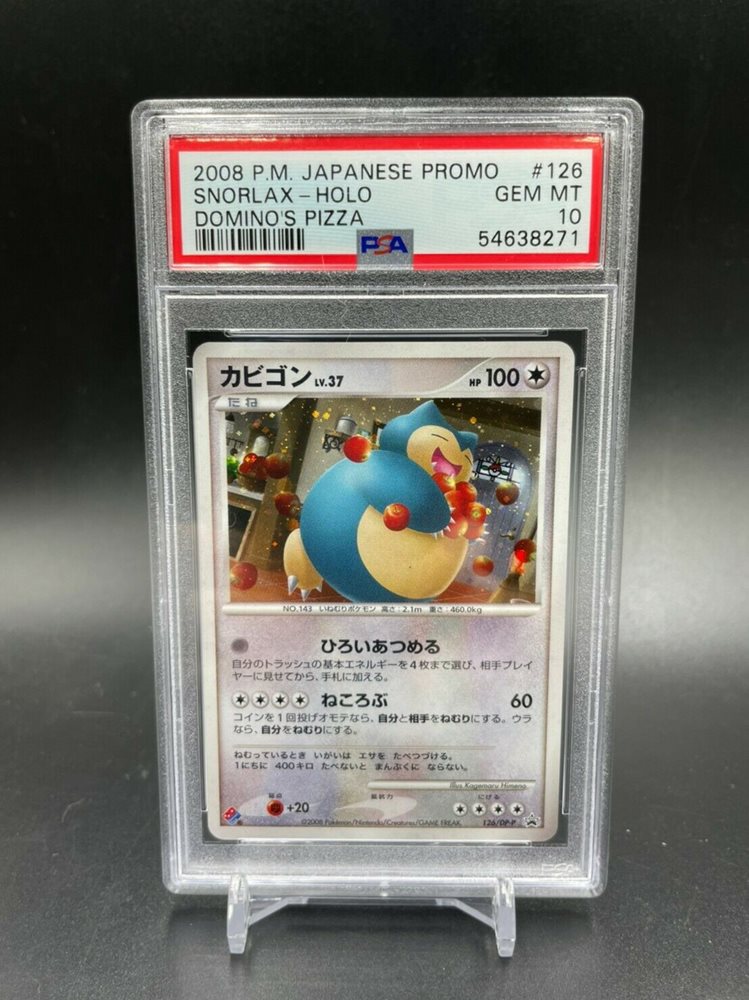 2008 P.M. JAPANESE PROMO #126
SNORLAX - HOLO GEM MT
DOMINO'S PIZZA 10
PSA 54638271
カビゴン LV.37 HP 100
たね
NO.143 いねむりポケモン 高さ:2.1m 重さ:460.0kg
ひろいあつめる
自分のトラッシュの基本エネルギーを4枚まで選び、相手プレイ
ヤーに見せてから、手札に加える。
ねころぶ 60
コインを1回投げオモテなら、自分と相手をねむりにする。ウラ
なら、自分をねむりにする。
ねむっているとき いがいは エサを たべつづける。
1にちに 400キロ たべないと まんぷくに ならない。
Illus. Kagemaru Himeno
弱点 抵抗力 にげる
+20
©2008 Pokémon/Nintendo/Creatures/GAME FREAK. 126/DP-P